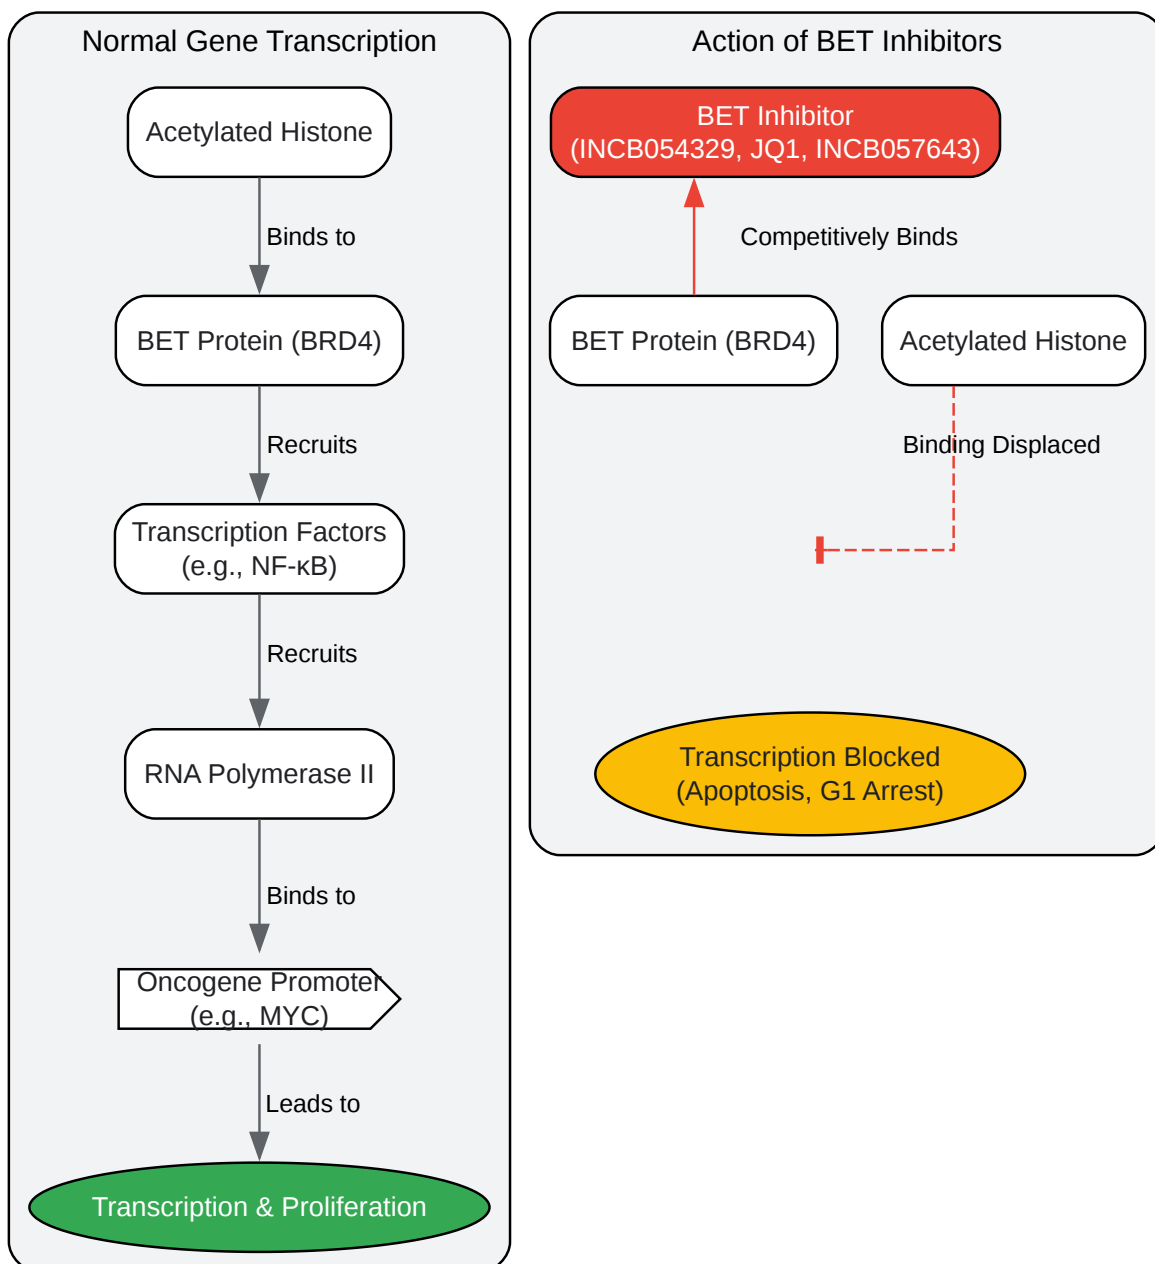 Normal Gene Transcription
Acetylated Histone
Binds to
BET Protein (BRD4)
Recruits
Transcription Factors
(e.g., NF-κB)
Recruits
RNA Polymerase II
Binds to
Oncogene Promoter
(e.g., MYC)
Leads to
Transcription & Proliferation
Action of BET Inhibitors
BET Inhibitor
(INCB054329, JQ1, INCB057643)
Competitively Binds
BET Protein (BRD4)
Acetylated Histone
Binding Displaced
Transcription Blocked
(Apoptosis, G1 Arrest)